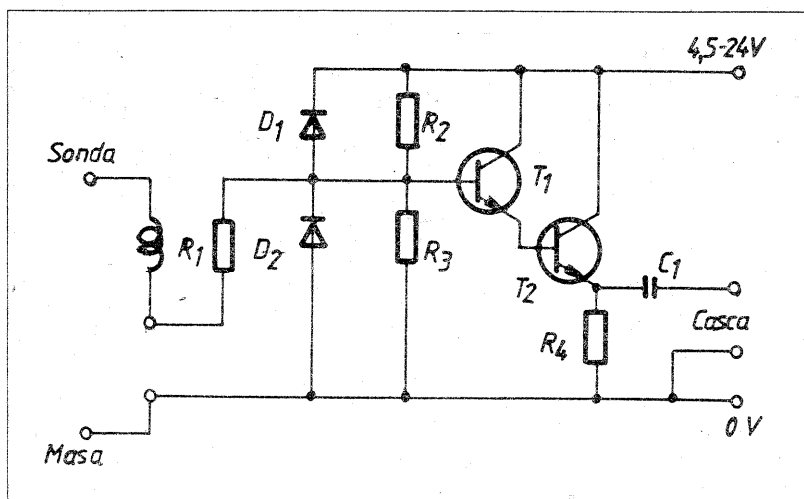 4,5-24V
D1
R2
Sonda
T1
R1
D2
R3
T2
C1
R4
Casca
0 V
Masa